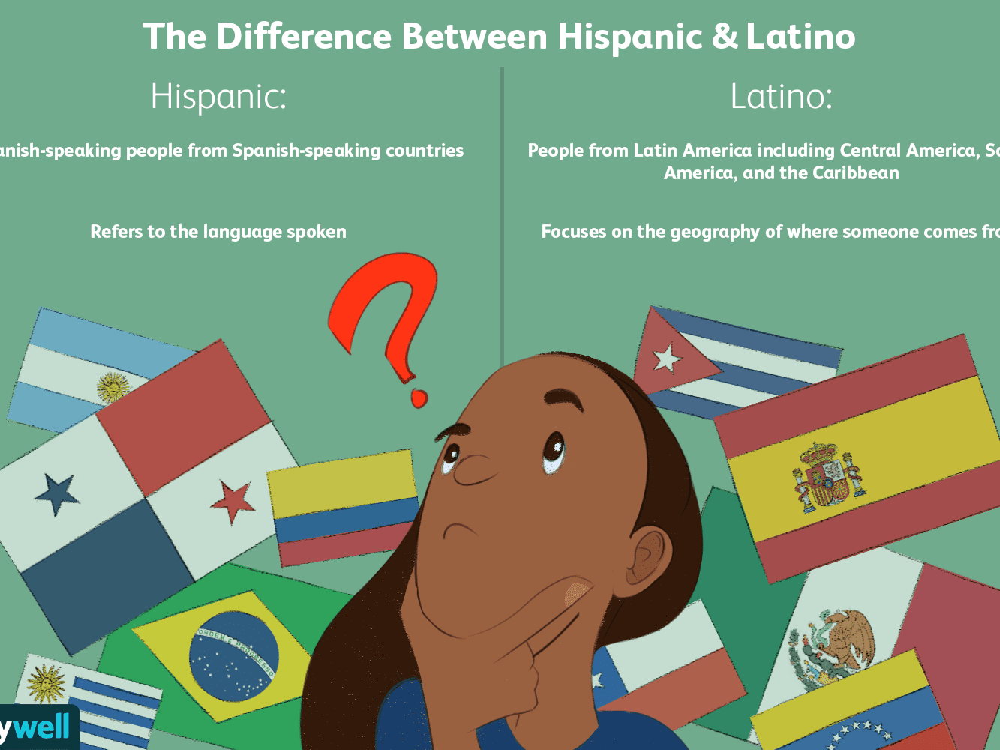 The Difference Between Hispanic & Latino
Hispanic:
anish-speaking people from Spanish-speaking countries
Refers to the language spoken
Latino:
People from Latin America including Central America, So
America, and the Caribbean
Focuses on the geography of where someone comes fro
ORDEM E PROGRESSO
ywell